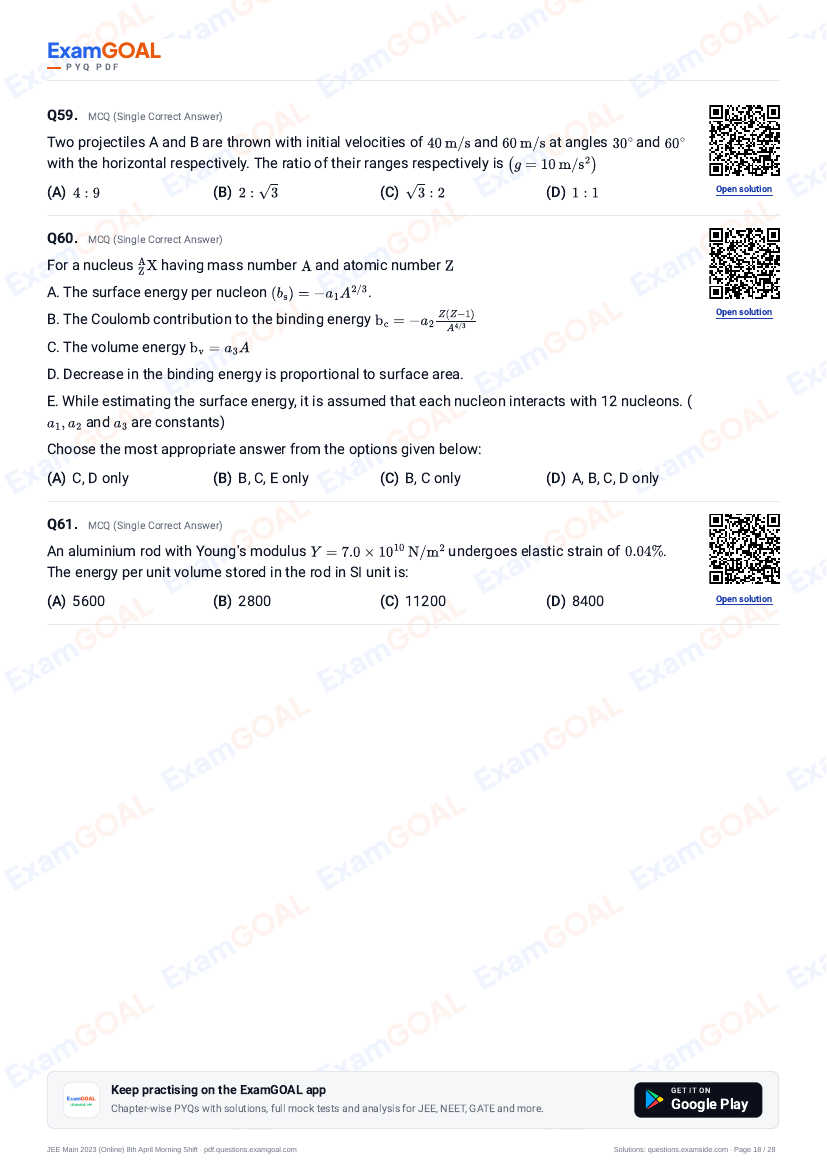 ExamGOAL
PYQ PDF
Q59. MCQ (Single Correct Answer)
Two projectiles A and B are thrown with initial velocities of 40 m/s and 60 m/s at angles 30° and 60°
with the horizontal respectively. The ratio of their ranges respectively is (g = 10 m/s²)
(A) 4 : 9 (B) 2 : √3 (C) √3 : 2 (D) 1 : 1
Open solution
Q60. MCQ (Single Correct Answer)
For a nucleus ᴬ_Z X having mass number A and atomic number Z
A. The surface energy per nucleon (b_s) = −a₁A^{2/3}.
B. The Coulomb contribution to the binding energy b_c = −a₂ Z(Z−1)/A^{4/3}
C. The volume energy b_v = a₃A
D. Decrease in the binding energy is proportional to surface area.
E. While estimating the surface energy, it is assumed that each nucleon interacts with 12 nucleons. (
a₁, a₂ and a₃ are constants)
Choose the most appropriate answer from the options given below:
(A) C, D only (B) B, C, E only (C) B, C only (D) A, B, C, D only
Open solution
Q61. MCQ (Single Correct Answer)
An aluminium rod with Young's modulus Y = 7.0 × 10¹⁰ N/m² undergoes elastic strain of 0.04%.
The energy per unit volume stored in the rod in SI unit is:
(A) 5600 (B) 2800 (C) 11200 (D) 8400
Open solution
Keep practising on the ExamGOAL app
Chapter-wise PYQs with solutions, full mock tests and analysis for JEE, NEET, GATE and more.
GET IT ON
Google Play
JEE Main 2023 (Online) 8th April Morning Shift · pdf.questions.examgoal.com
Solutions: questions.examside.com · Page 18 / 28